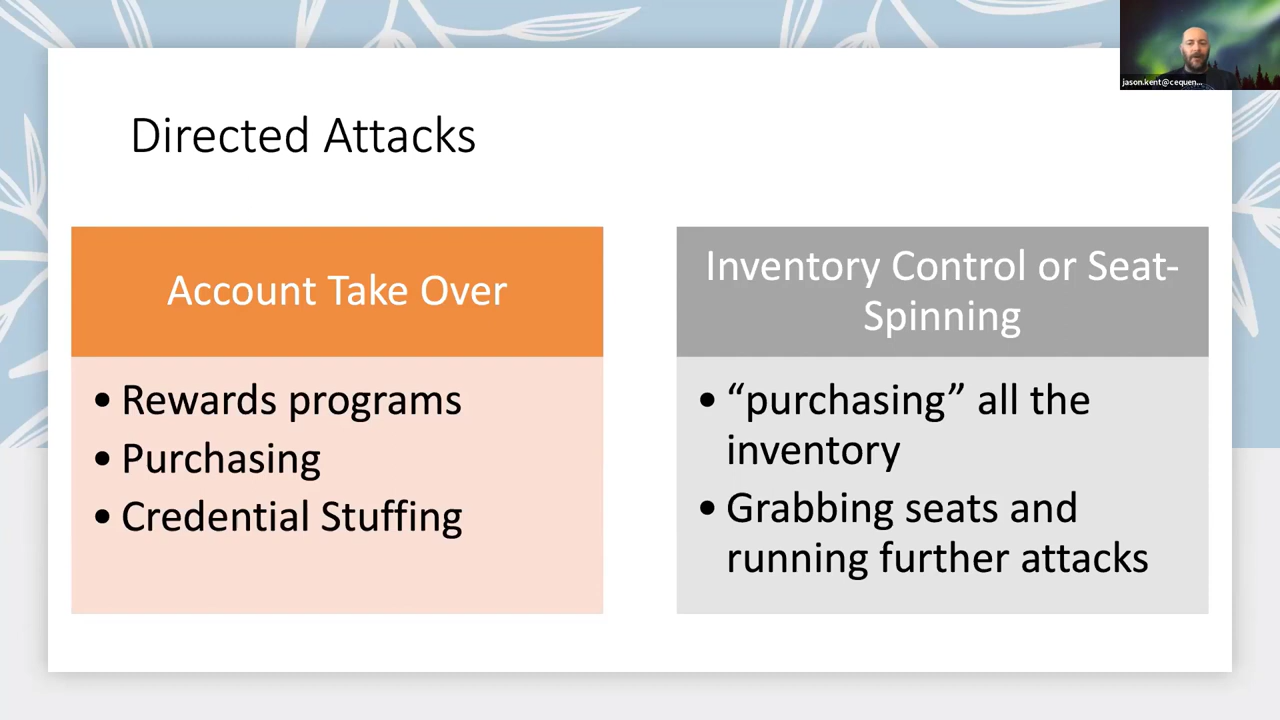 jason.kent@cequen...
Directed Attacks
Account Take Over
• Rewards programs
• Purchasing
• Credential Stuffing
Inventory Control or Seat-
Spinning
• “purchasing” all the
inventory
• Grabbing seats and
running further attacks